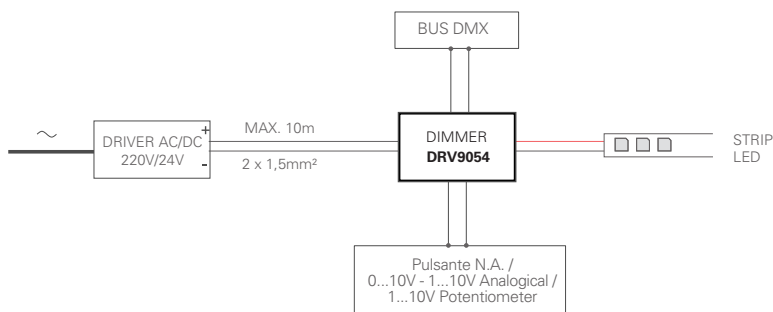 BUS DMX
~
DRIVER AC/DC
220V/24V
+
-
MAX. 10m
2 x 1,5mm²
DIMMER
DRV9054
STRIP
LED
Pulsante N.A. /
0...10V - 1...10V Analogical /
1...10V Potentiometer